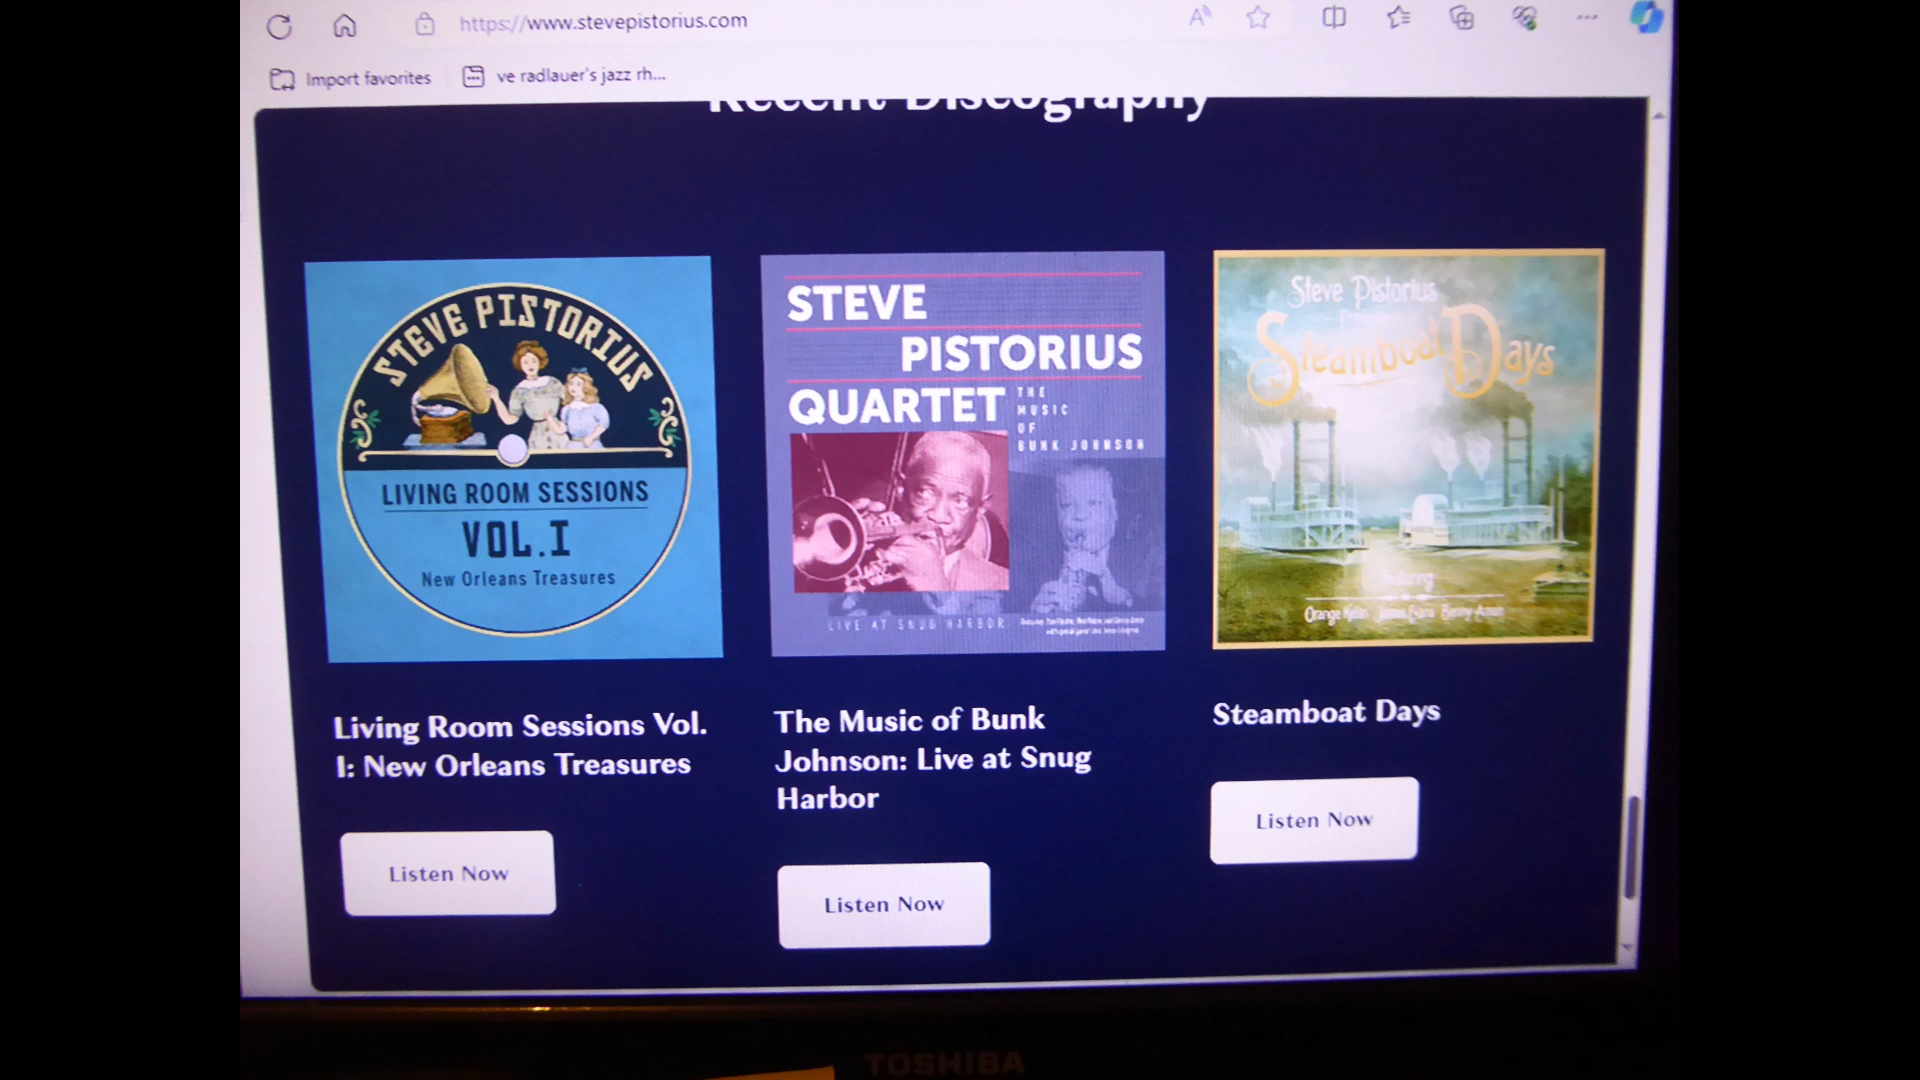 https://www.stevepistorius.com
Import favorites
ve radlauer's jazz rh...
Recent Discography
STEVE PISTORIUS
LIVING ROOM SESSIONS
VOL.I
New Orleans Treasures
STEVE
PISTORIUS
QUARTET
THE
MUSIC
OF
BUNK JOHNSON
LIVE AT SNUG HARBOR
Steve Pistorius
Steamboat Days
Living Room Sessions Vol.
I: New Orleans Treasures
Listen Now
The Music of Bunk
Johnson: Live at Snug
Harbor
Listen Now
Steamboat Days
Listen Now
TOSHIBA